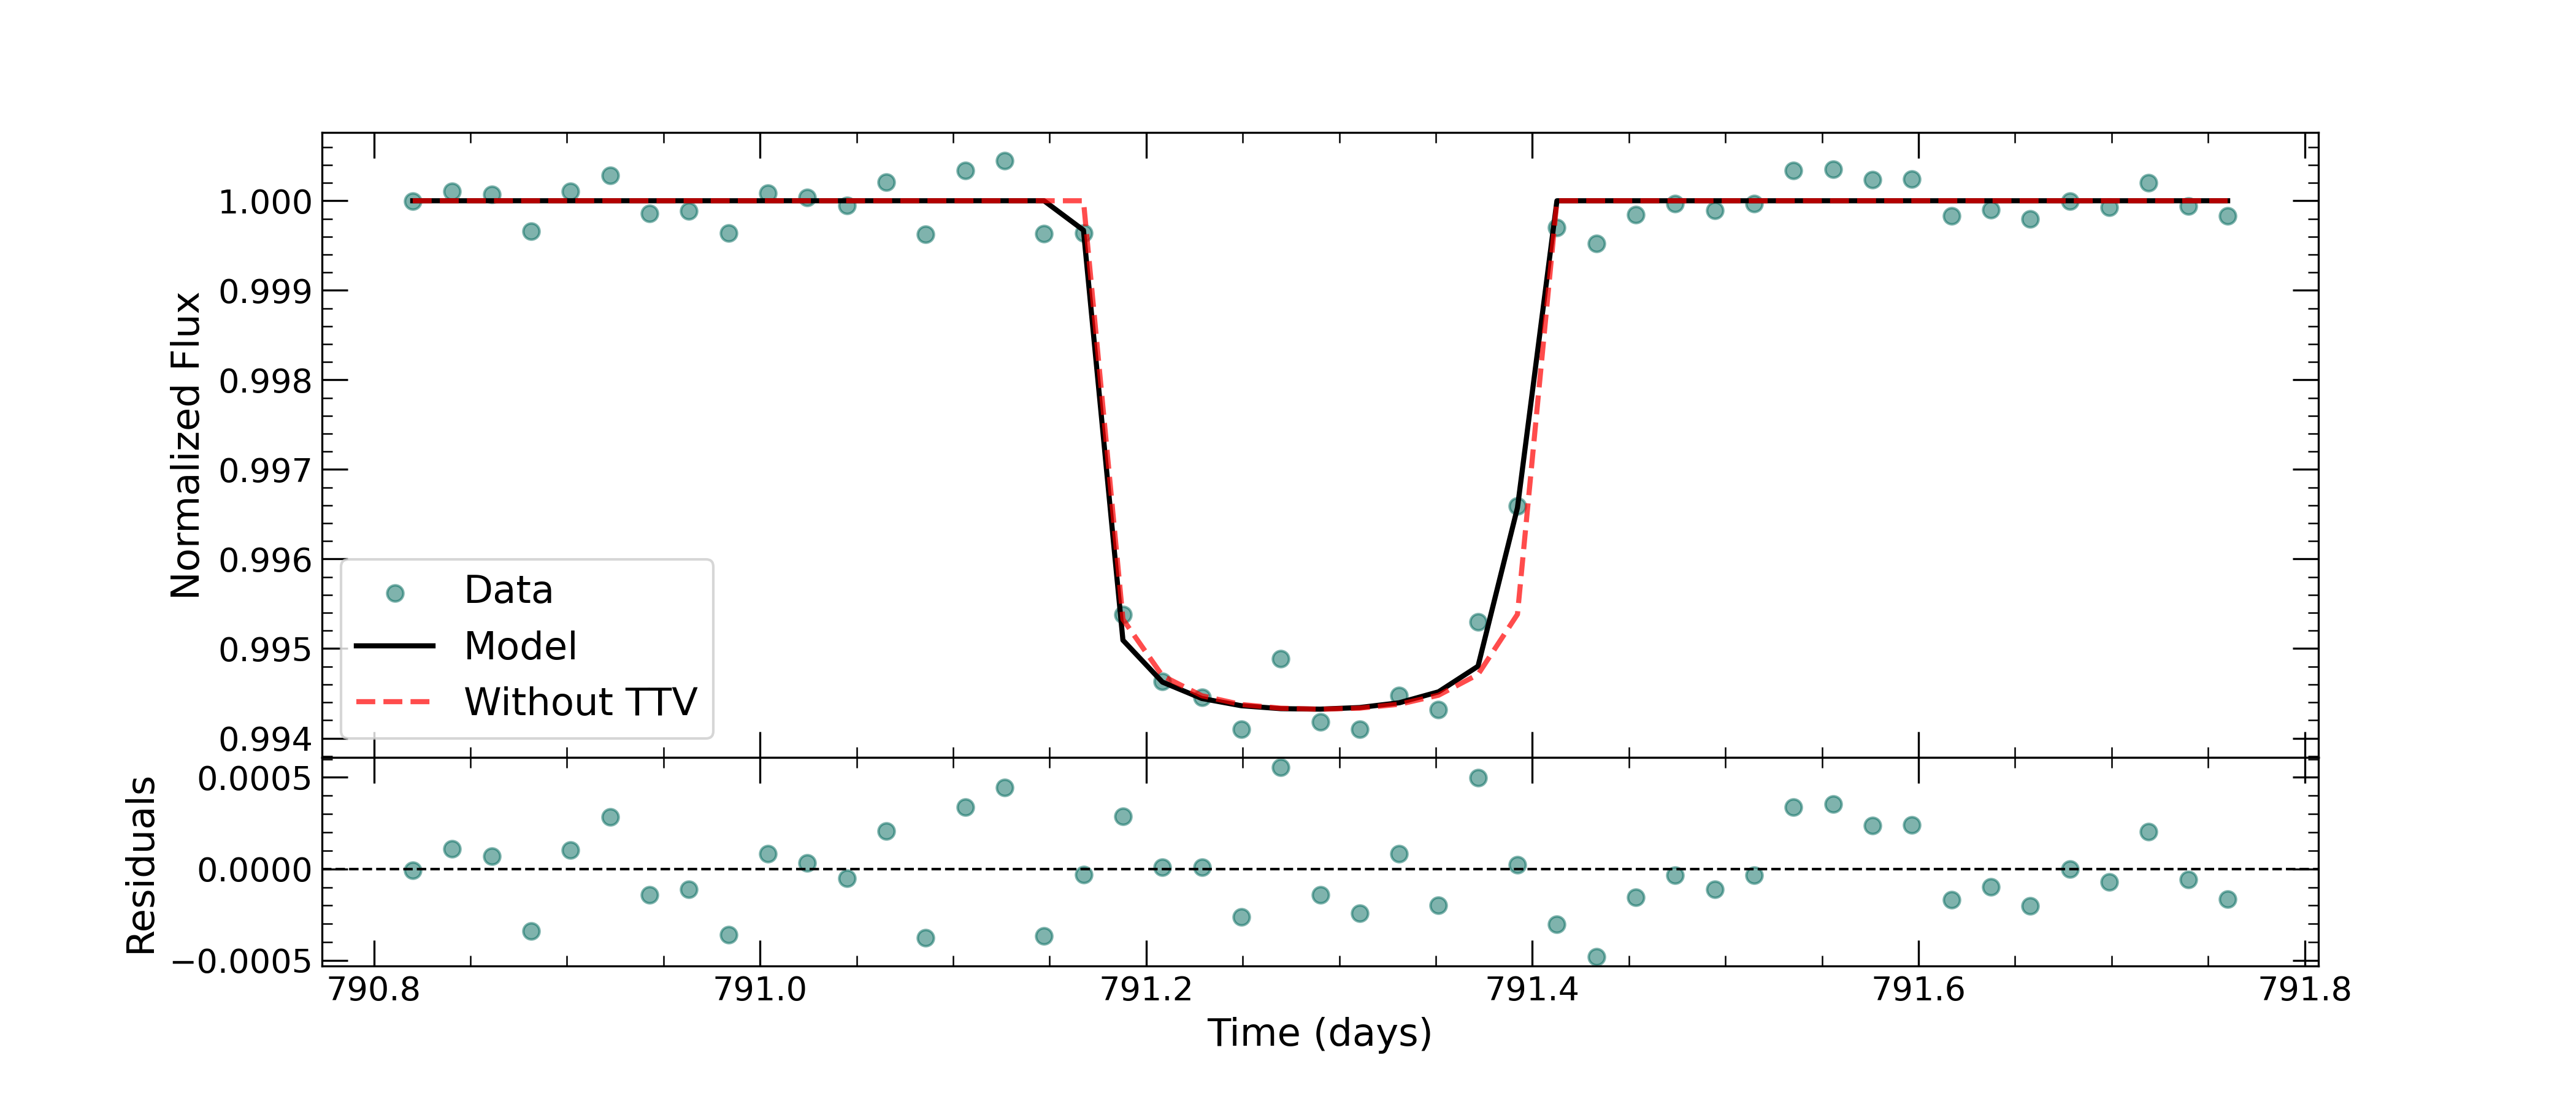 Normalized Flux
1.000
0.999
0.998
0.997
0.996
0.995
0.994
Data
Model
Without TTV
Residuals
0.0005
0.0000
−0.0005
790.8 791.0 791.2 791.4 791.6 791.8
Time (days)